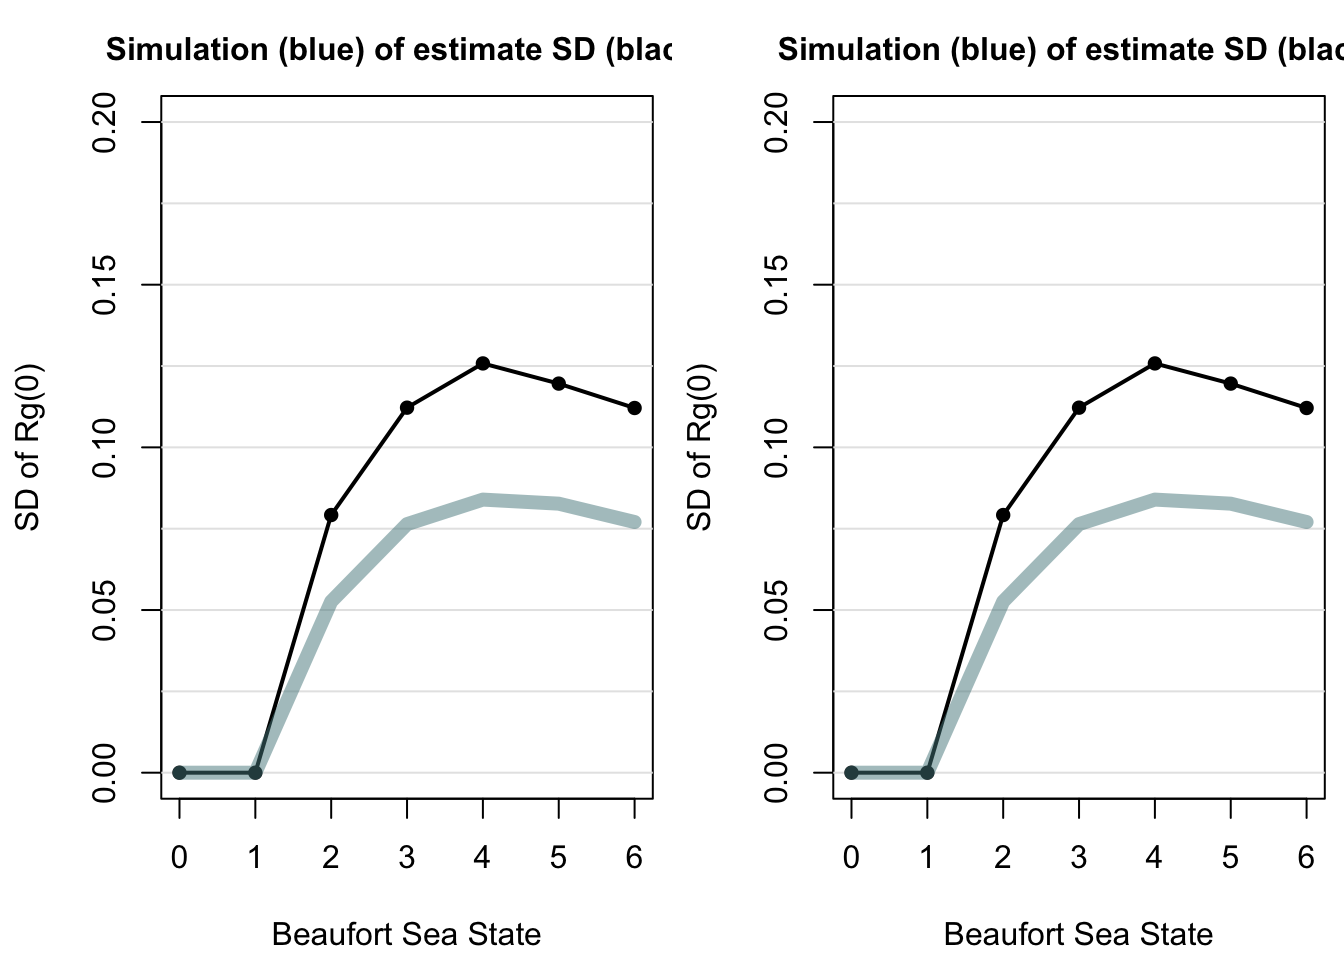 Simulation (blue) of estimate SD (blac
SD of Rg(0)
0.20
0.15
0.10
0.05
0.00
0 1 2 3 4 5 6
Beaufort Sea State
Simulation (blue) of estimate SD (blac
SD of Rg(0)
0.20
0.15
0.10
0.05
0.00
0 1 2 3 4 5 6
Beaufort Sea State